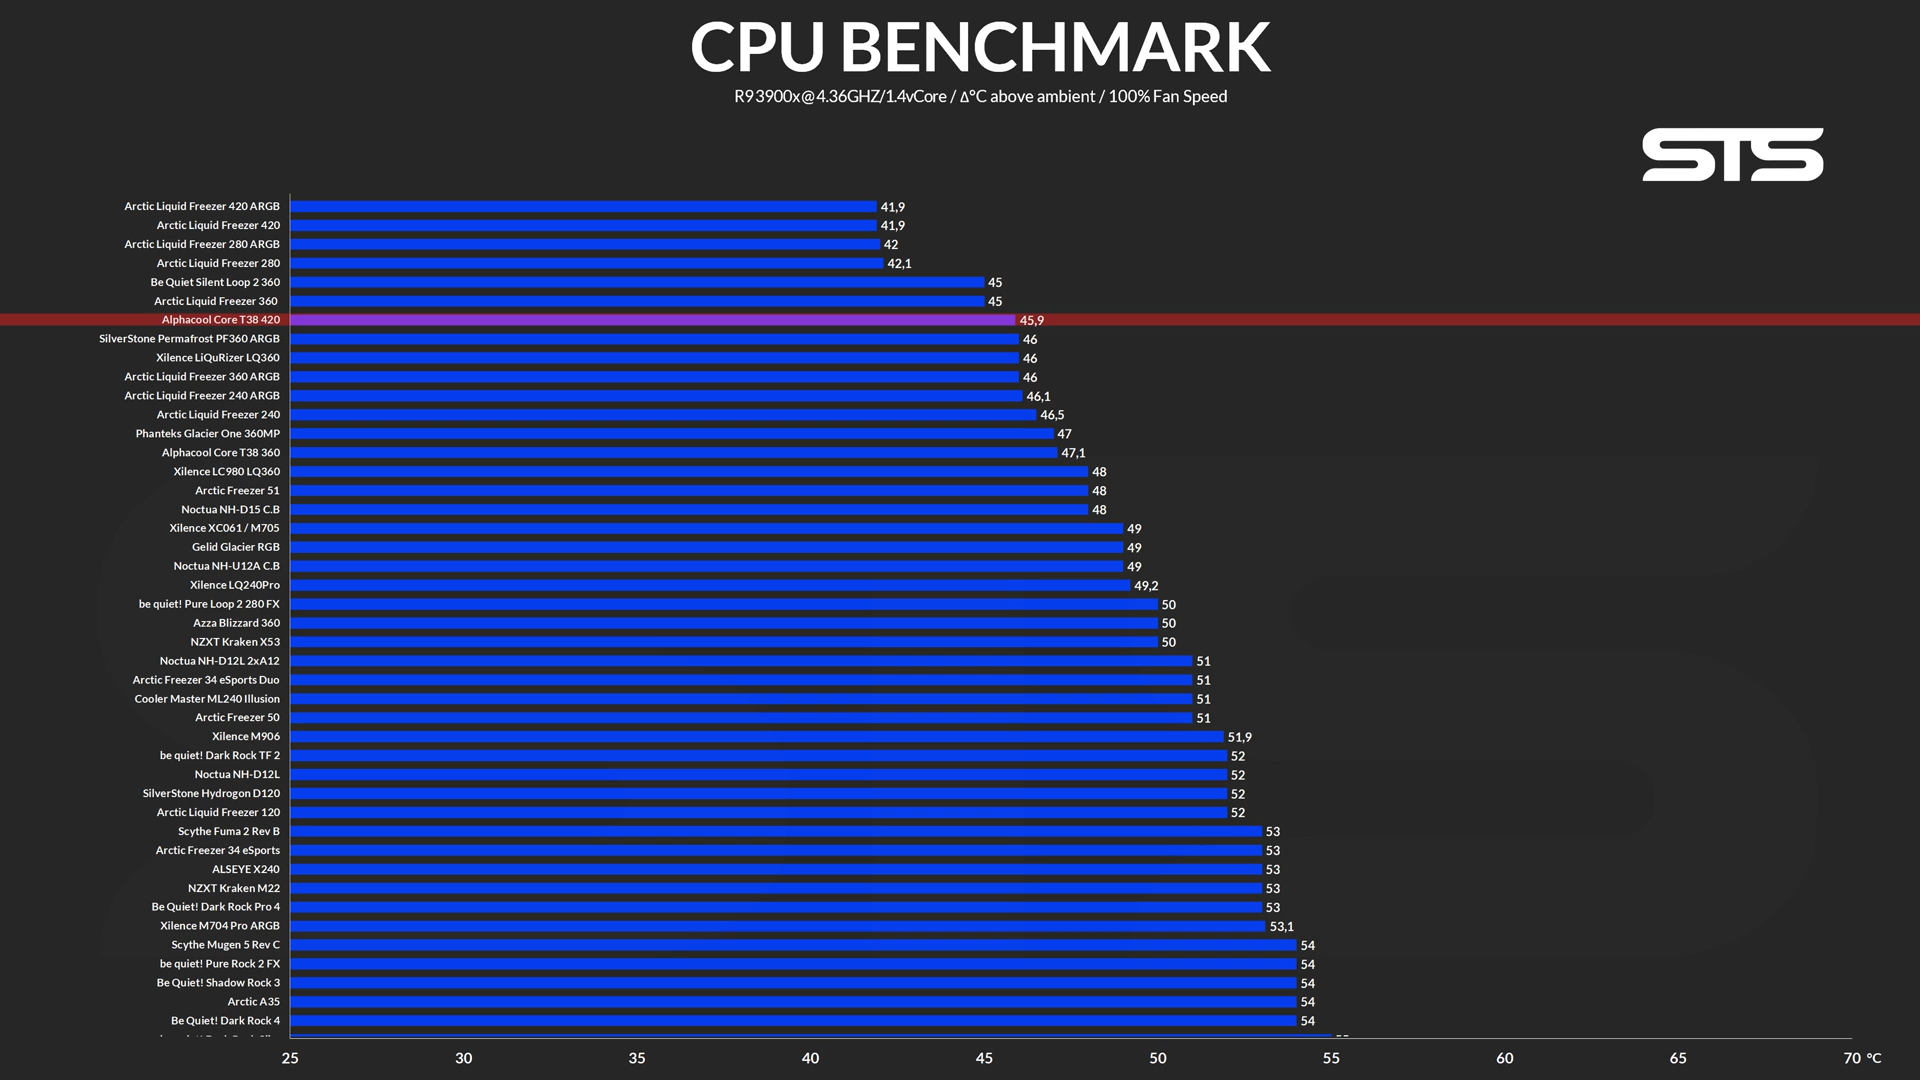 CPU BENCHMARK
R9 3900x@4.36GHZ/1.4vCore / Δ°C above ambient / 100% Fan Speed
STS
Arctic Liquid Freezer 420 ARGB 41,9
Arctic Liquid Freezer 420 41,9
Arctic Liquid Freezer 280 ARGB 42
Arctic Liquid Freezer 280 42,1
Be Quiet Silent Loop 2 360 45
Arctic Liquid Freezer 360 45
Alphacool Core T38 420 45,9
SilverStone Permafrost PF360 ARGB 46
Xilence LiQuRizer LQ360 46
Arctic Liquid Freezer 360 ARGB 46
Arctic Liquid Freezer 240 ARGB 46,1
Arctic Liquid Freezer 240 46,5
Phanteks Glacier One 360MP 47
Alphacool Core T38 360 47,1
Xilence LC980 LQ360 48
Arctic Freezer 51 48
Noctua NH-D15 C.B 48
Xilence XC061 / M705 49
Gelid Glacier RGB 49
Noctua NH-U12A C.B 49
Xilence LQ240Pro 49,2
be quiet! Pure Loop 2 280 FX 50
Azza Blizzard 360 50
NZXT Kraken X53 50
Noctua NH-D12L 2xA12 51
Arctic Freezer 34 eSports Duo 51
Cooler Master ML240 Illusion 51
Arctic Freezer 50 51
Xilence M906 51,9
be quiet! Dark Rock TF 2 52
Noctua NH-D12L 52
SilverStone Hydrogon D120 52
Arctic Liquid Freezer 120 52
Scythe Fuma 2 Rev B 53
Arctic Freezer 34 eSports 53
ALSEYE X240 53
NZXT Kraken M22 53
Be Quiet! Dark Rock Pro 4 53
Xilence M704 Pro ARGB 53,1
Scythe Mugen 5 Rev C 54
be quiet! Pure Rock 2 FX 54
Be Quiet! Shadow Rock 3 54
Arctic A35 54
Be Quiet! Dark Rock 4 54
25 30 35 40 45 50 55 60 65 70 °C